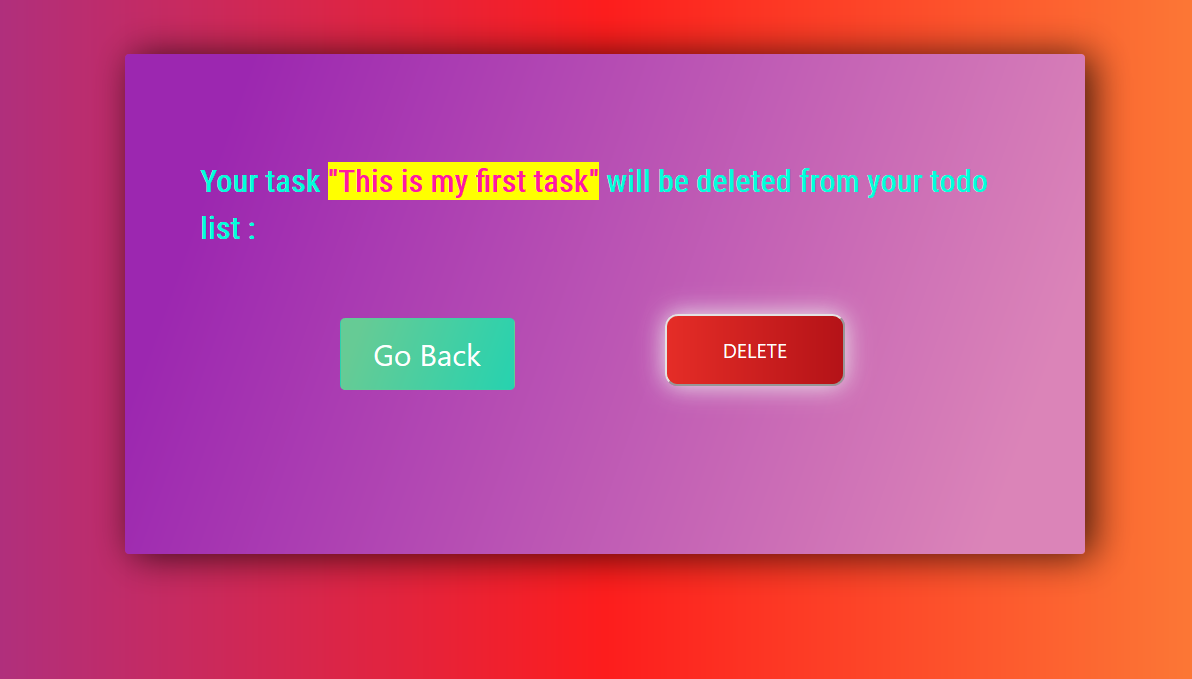 Your task "This is my first task" will be deleted from your todo
list :
Go Back
DELETE